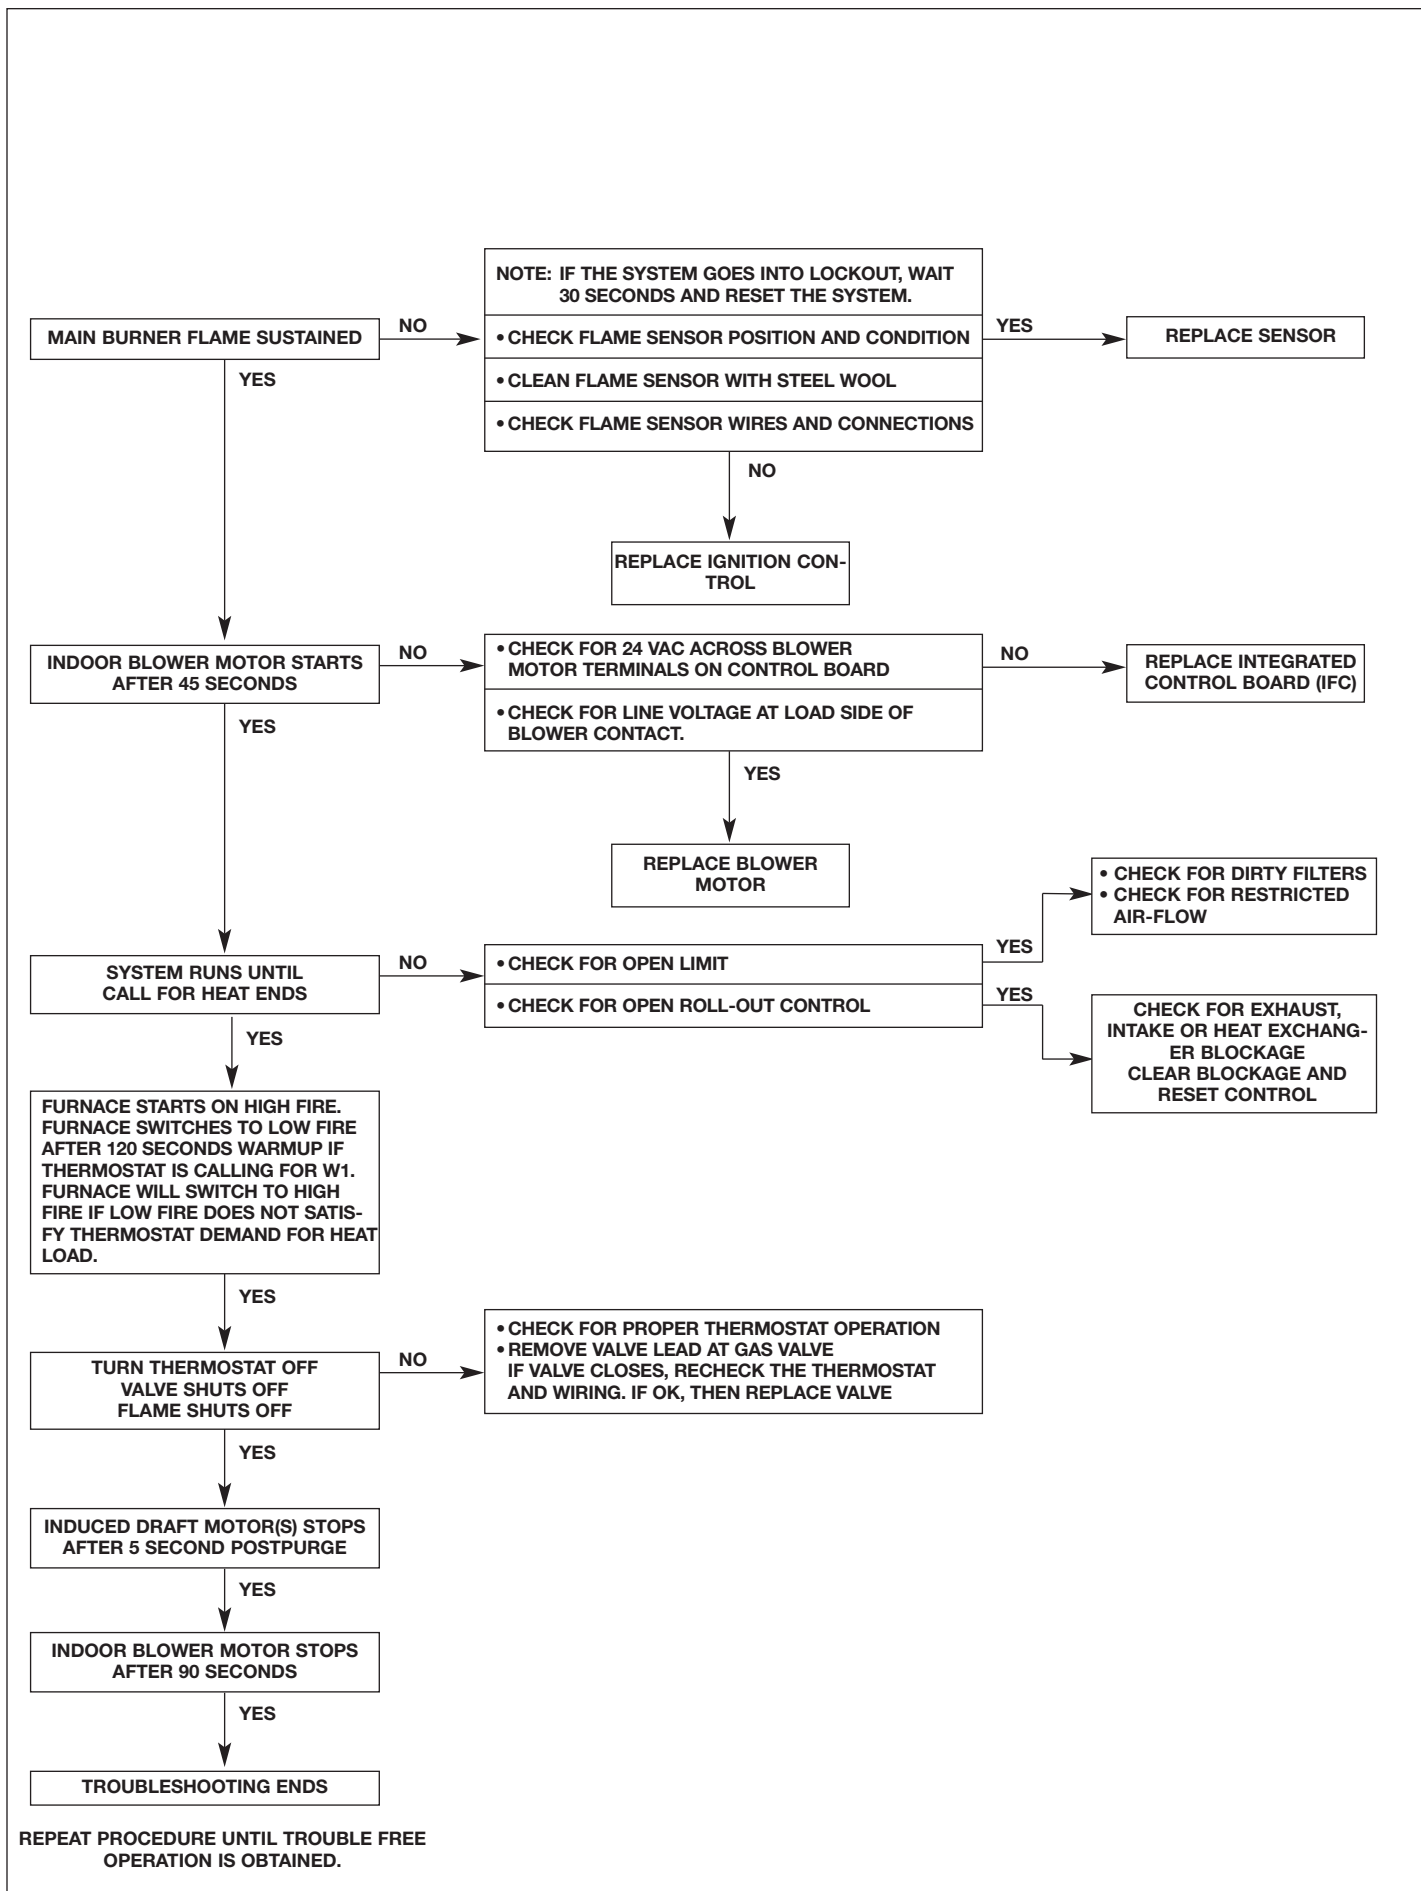 NOTE: IF THE SYSTEM GOES INTO LOCKOUT, WAIT
30 SECONDS AND RESET THE SYSTEM.
MAIN BURNER FLAME SUSTAINED
NO
• CHECK FLAME SENSOR POSITION AND CONDITION
YES
REPLACE SENSOR
YES
• CLEAN FLAME SENSOR WITH STEEL WOOL
• CHECK FLAME SENSOR WIRES AND CONNECTIONS
NO
REPLACE IGNITION CON-
TROL
INDOOR BLOWER MOTOR STARTS
AFTER 45 SECONDS
NO
• CHECK FOR 24 VAC ACROSS BLOWER
MOTOR TERMINALS ON CONTROL BOARD
NO
REPLACE INTEGRATED
CONTROL BOARD (IFC)
YES
• CHECK FOR LINE VOLTAGE AT LOAD SIDE OF
BLOWER CONTACT.
YES
REPLACE BLOWER
MOTOR
• CHECK FOR DIRTY FILTERS
• CHECK FOR RESTRICTED
AIR-FLOW
SYSTEM RUNS UNTIL
CALL FOR HEAT ENDS
NO
• CHECK FOR OPEN LIMIT
YES
• CHECK FOR OPEN ROLL-OUT CONTROL
YES
CHECK FOR EXHAUST,
INTAKE OR HEAT EXCHANG-
ER BLOCKAGE
CLEAR BLOCKAGE AND
RESET CONTROL
YES
FURNACE STARTS ON HIGH FIRE.
FURNACE SWITCHES TO LOW FIRE
AFTER 120 SECONDS WARMUP IF
THERMOSTAT IS CALLING FOR W1.
FURNACE WILL SWITCH TO HIGH
FIRE IF LOW FIRE DOES NOT SATIS-
FY THERMOSTAT DEMAND FOR HEAT
LOAD.
YES
TURN THERMOSTAT OFF
VALVE SHUTS OFF
FLAME SHUTS OFF
NO
• CHECK FOR PROPER THERMOSTAT OPERATION
• REMOVE VALVE LEAD AT GAS VALVE
IF VALVE CLOSES, RECHECK THE THERMOSTAT
AND WIRING. IF OK, THEN REPLACE VALVE
YES
INDUCED DRAFT MOTOR(S) STOPS
AFTER 5 SECOND POSTPURGE
YES
INDOOR BLOWER MOTOR STOPS
AFTER 90 SECONDS
YES
TROUBLESHOOTING ENDS
REPEAT PROCEDURE UNTIL TROUBLE FREE
OPERATION IS OBTAINED.